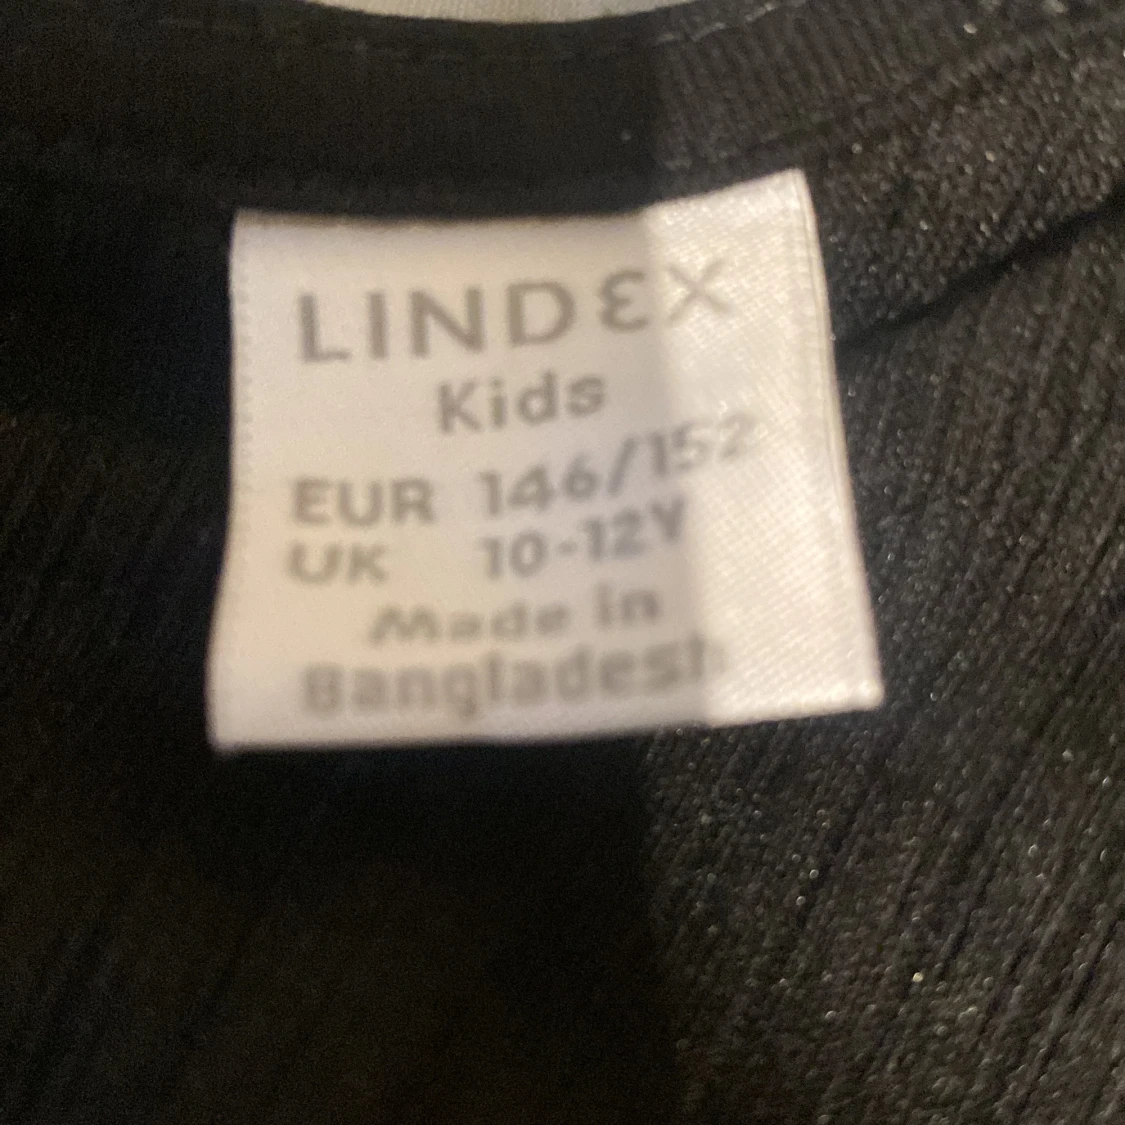 LINDEX
Kids
EUR 146/152
UK 10-12Y
Made in
Bangladesh